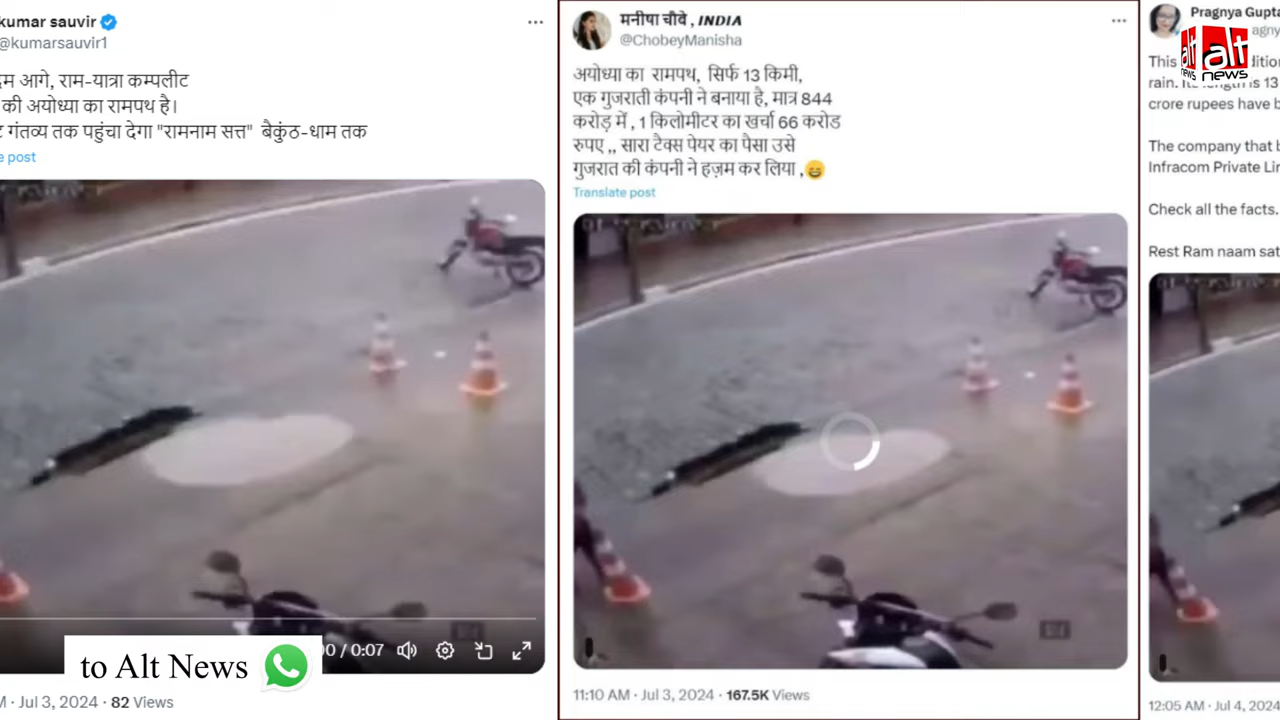 kumar sauvir
@kumarsauvir1
आगे, राम-यात्रा कम्पलीट
की अयोध्या का रामपथ है।
गंतव्य तक पहुंचा देगा "रामनाम सत्त" बैकुंठ-धाम तक
post
0:07
to Alt News
Jul 3, 2024 · 82 Views
मनीषा चौवे , INDIA
@ChobeyManisha
अयोध्या का रामपथ, सिर्फ 13 किमी,
एक गुजराती कंपनी ने बनाया है, मात्र 844
करोड़ में , 1 किलोमीटर का खर्चा 66 करोड
रुपए ,, सारा टैक्स पेयर का पैसा उसे
गुजरात की कंपनी ने हज़म कर लिया ,😄
Translate post
11:10 AM · Jul 3, 2024 · 167.5K Views
Pragnya Gupta
alt news
alt news
This
rain. length is 13
crore rupees have b
The company that b
Infracom Private Lir
Check all the facts.
Rest Ram naam sat
12:05 AM · Jul 4, 2024